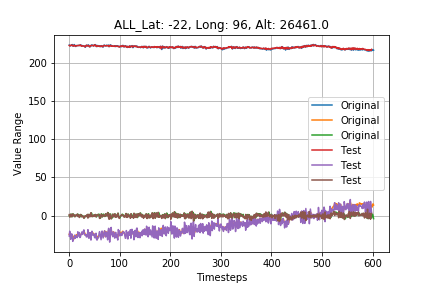 ALL_Lat: -22, Long: 96, Alt: 26461.0
Value Range
200
150
100
50
0
Original
Original
Original
Test
Test
Test
0 100 200 300 400 500 600
Timesteps